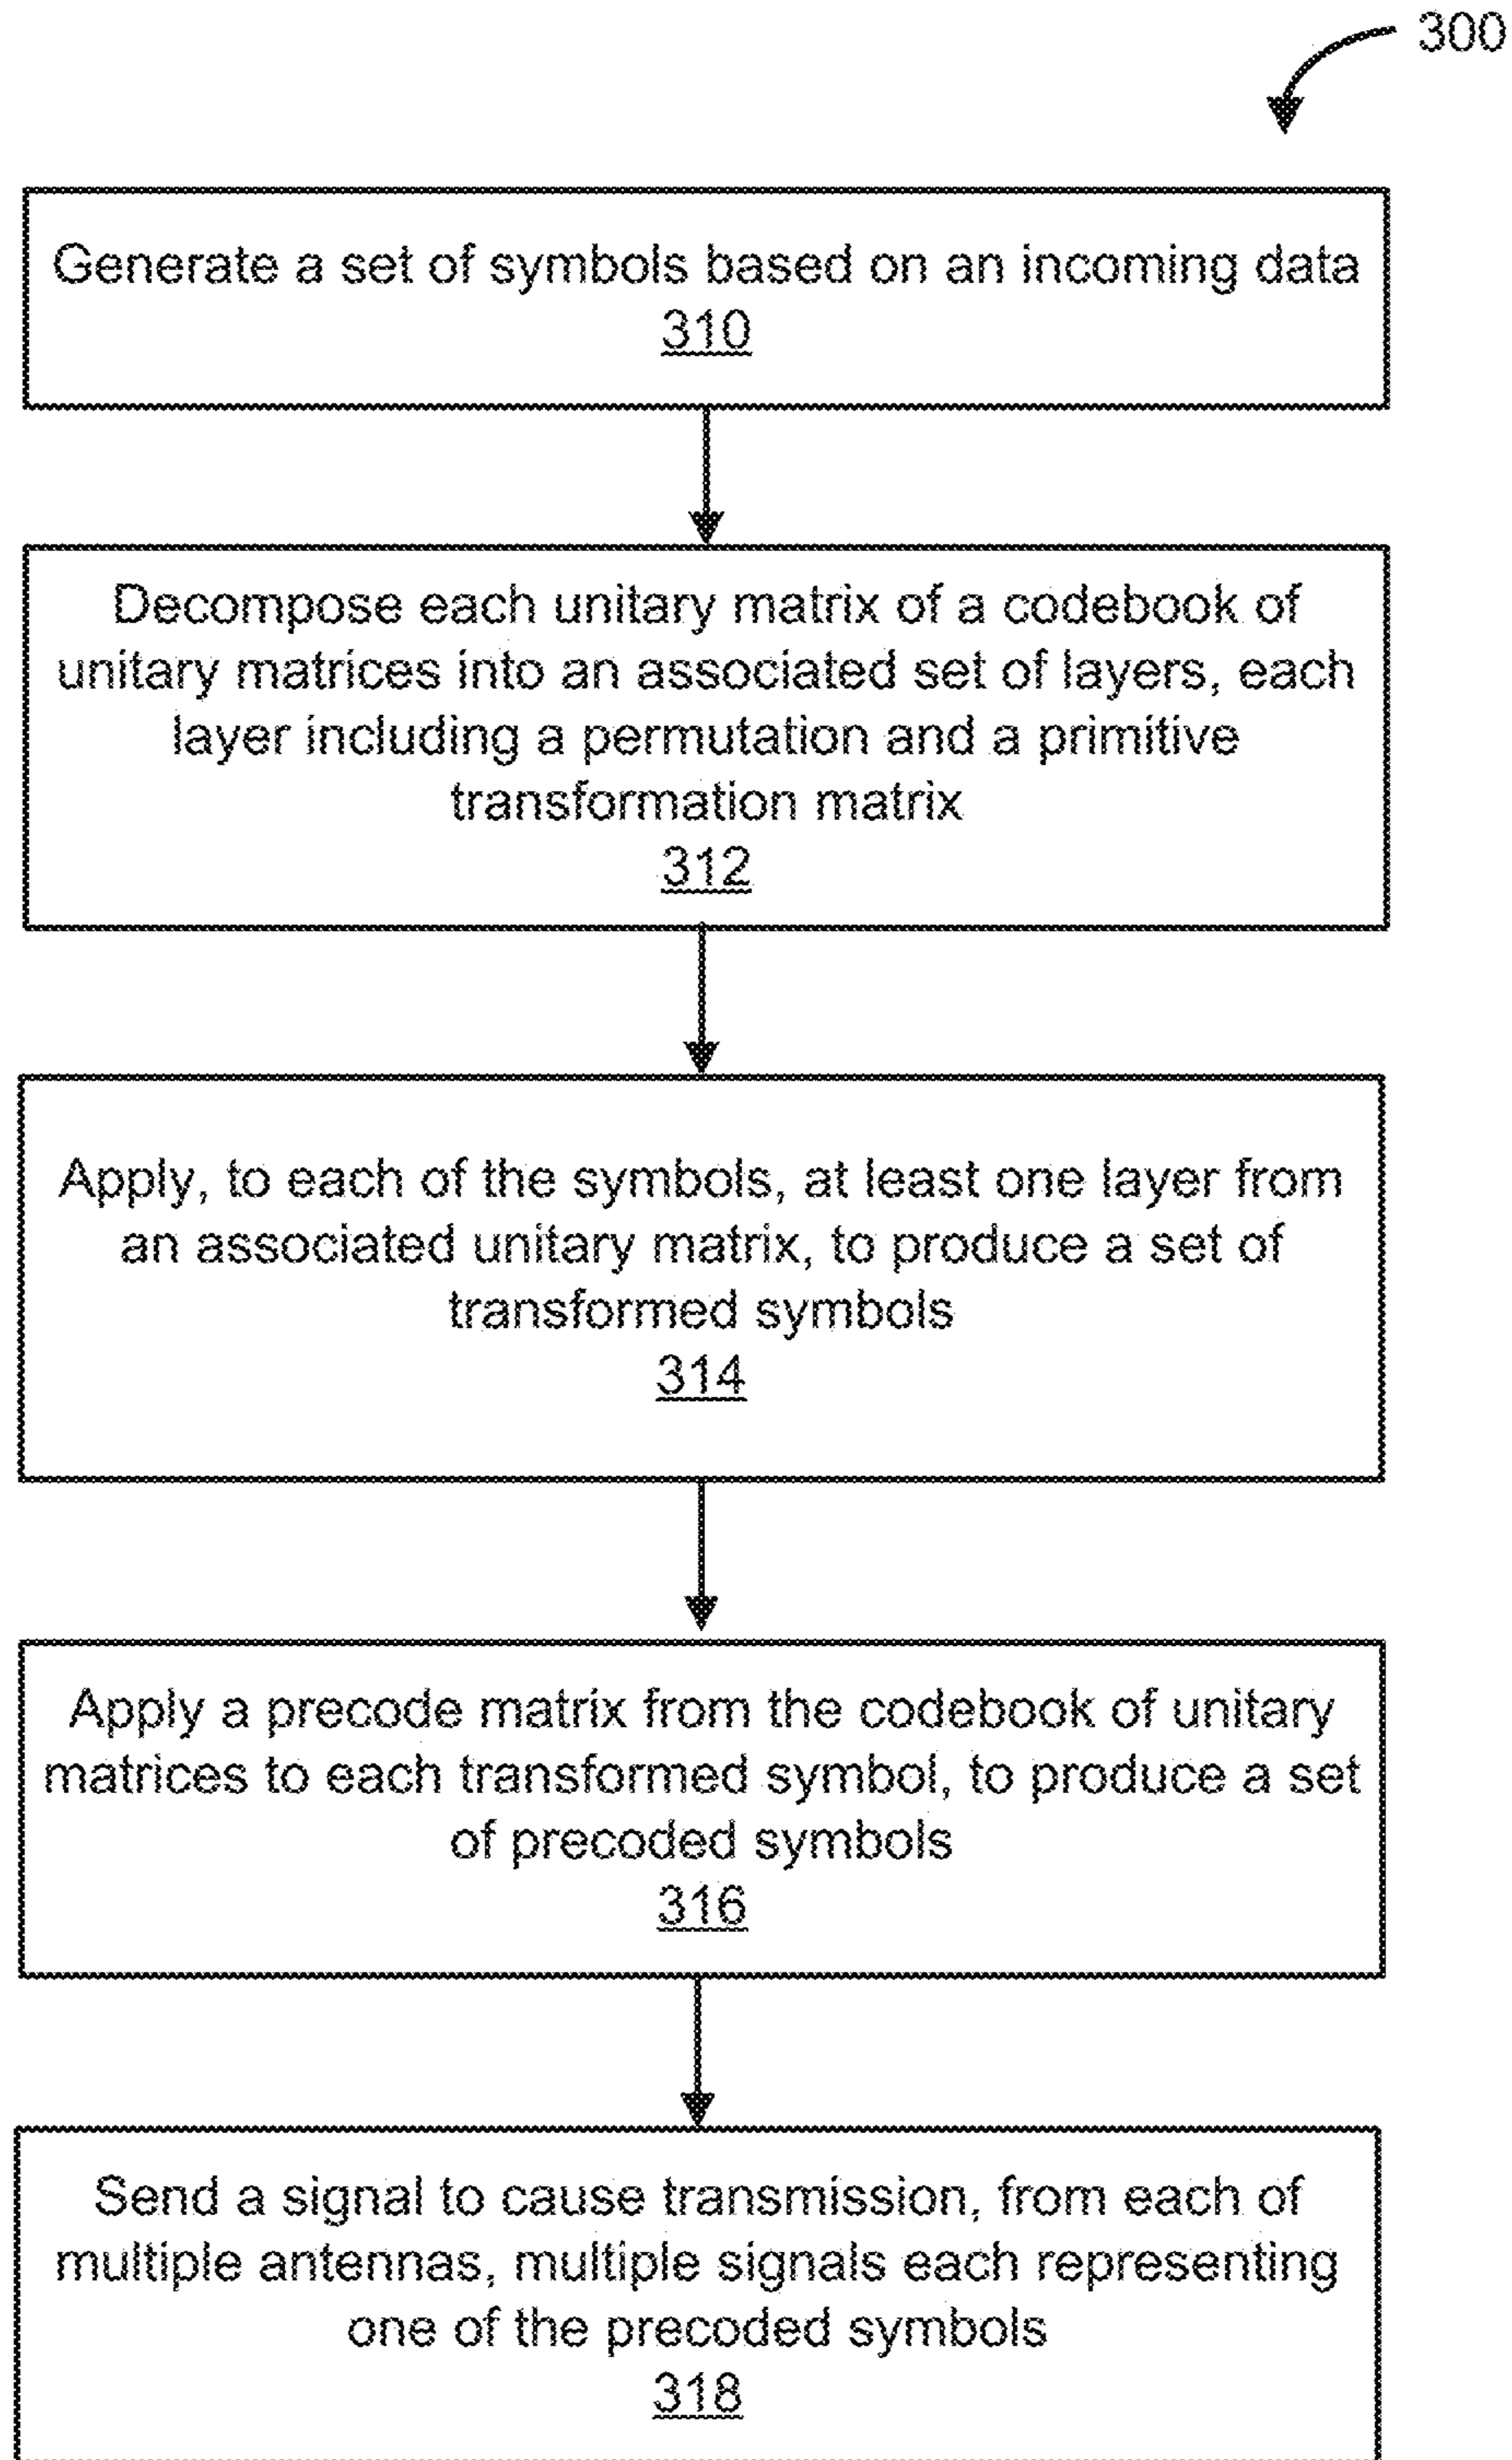 300
Generate a set of symbols based on an incoming data
310
Decompose each unitary matrix of a codebook of
unitary matrices into an associated set of layers, each
layer including a permutation and a primitive
transformation matrix
312
Apply, to each of the symbols, at least one layer from
an associated unitary matrix, to produce a set of
transformed symbols
314
Apply a precode matrix from the codebook of unitary
matrices to each transformed symbol, to produce a set
of precoded symbols
316
Send a signal to cause transmission, from each of
multiple antennas, multiple signals each representing
one of the precoded symbols
318